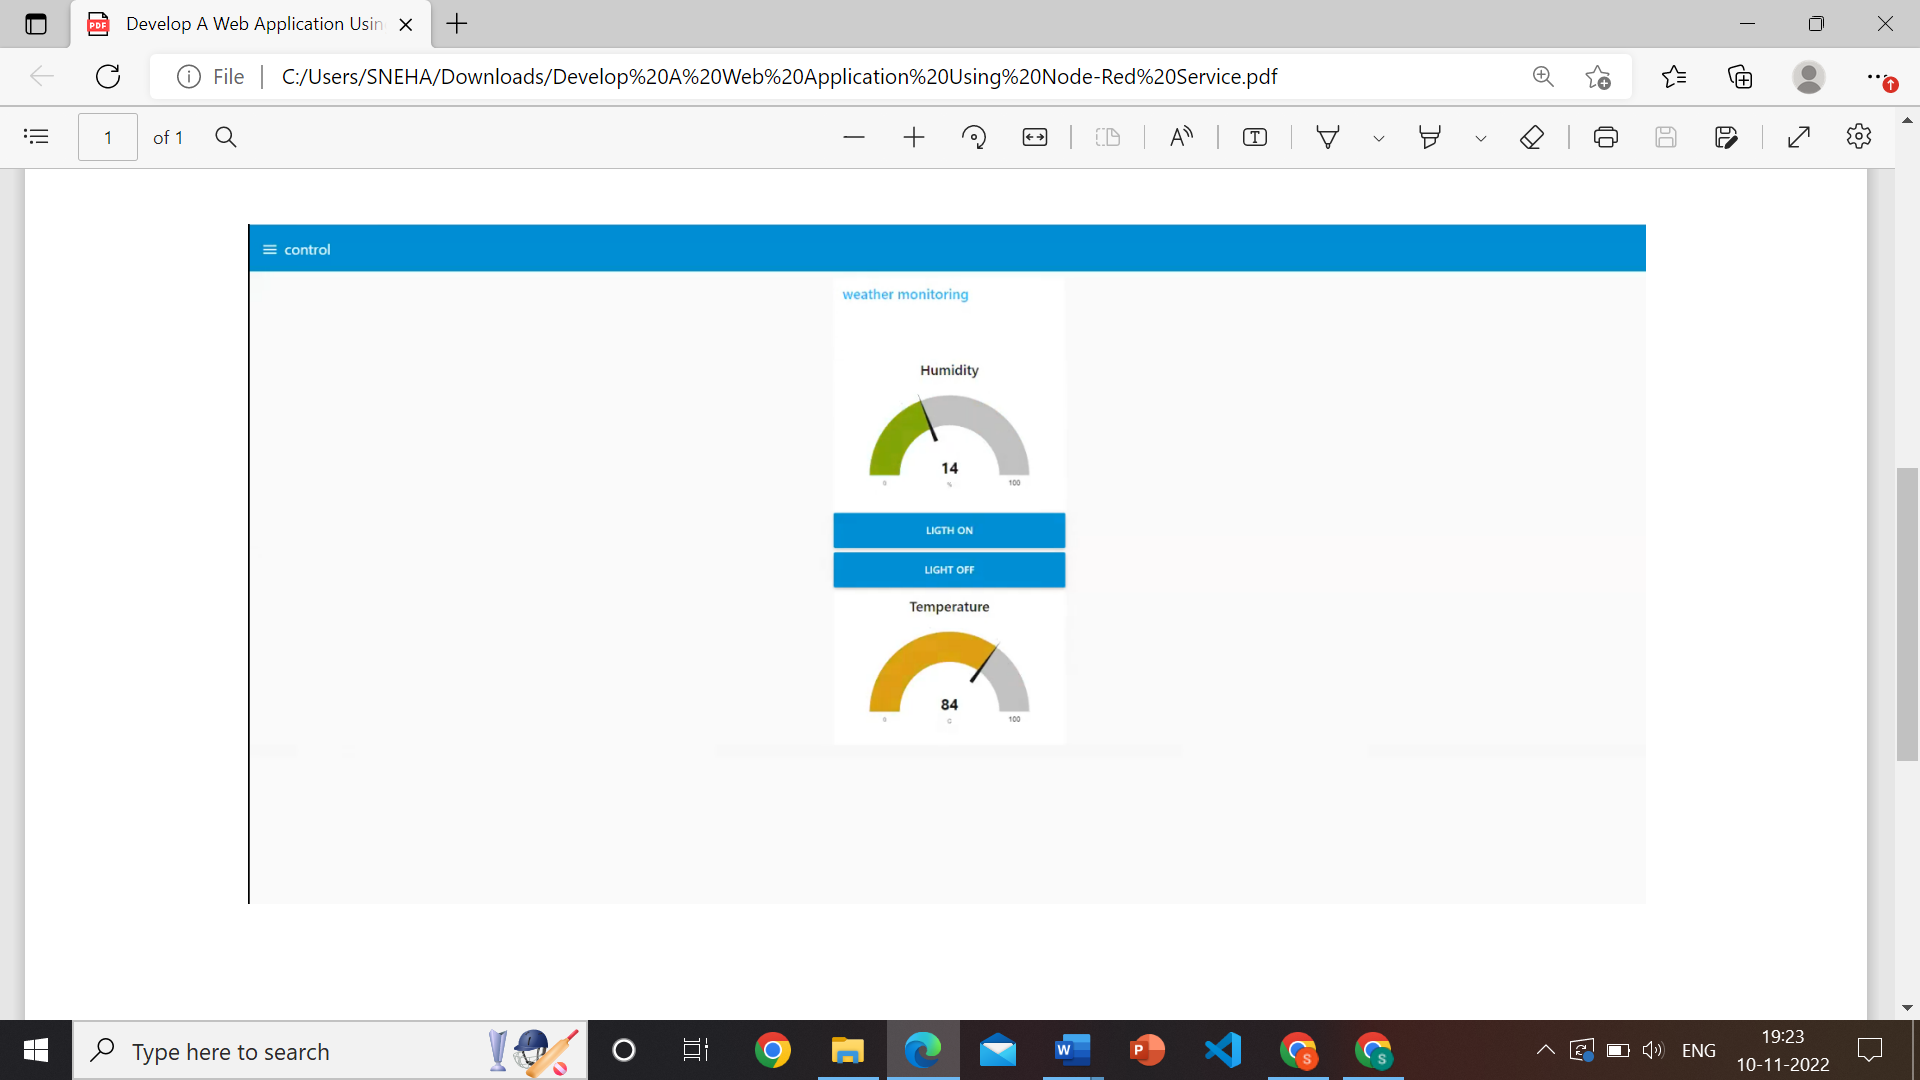 Develop A Web Application Usin
File
C:/Users/SNEHA/Downloads/Develop%20A%20Web%20Application%20Using%20Node-Red%20Service.pdf
1 of 1
control
weather monitoring
Humidity
14
0 % 100
LIGTH ON
LIGHT OFF
Temperature
84
0 C 100
Type here to search
ENG
19:23
10-11-2022